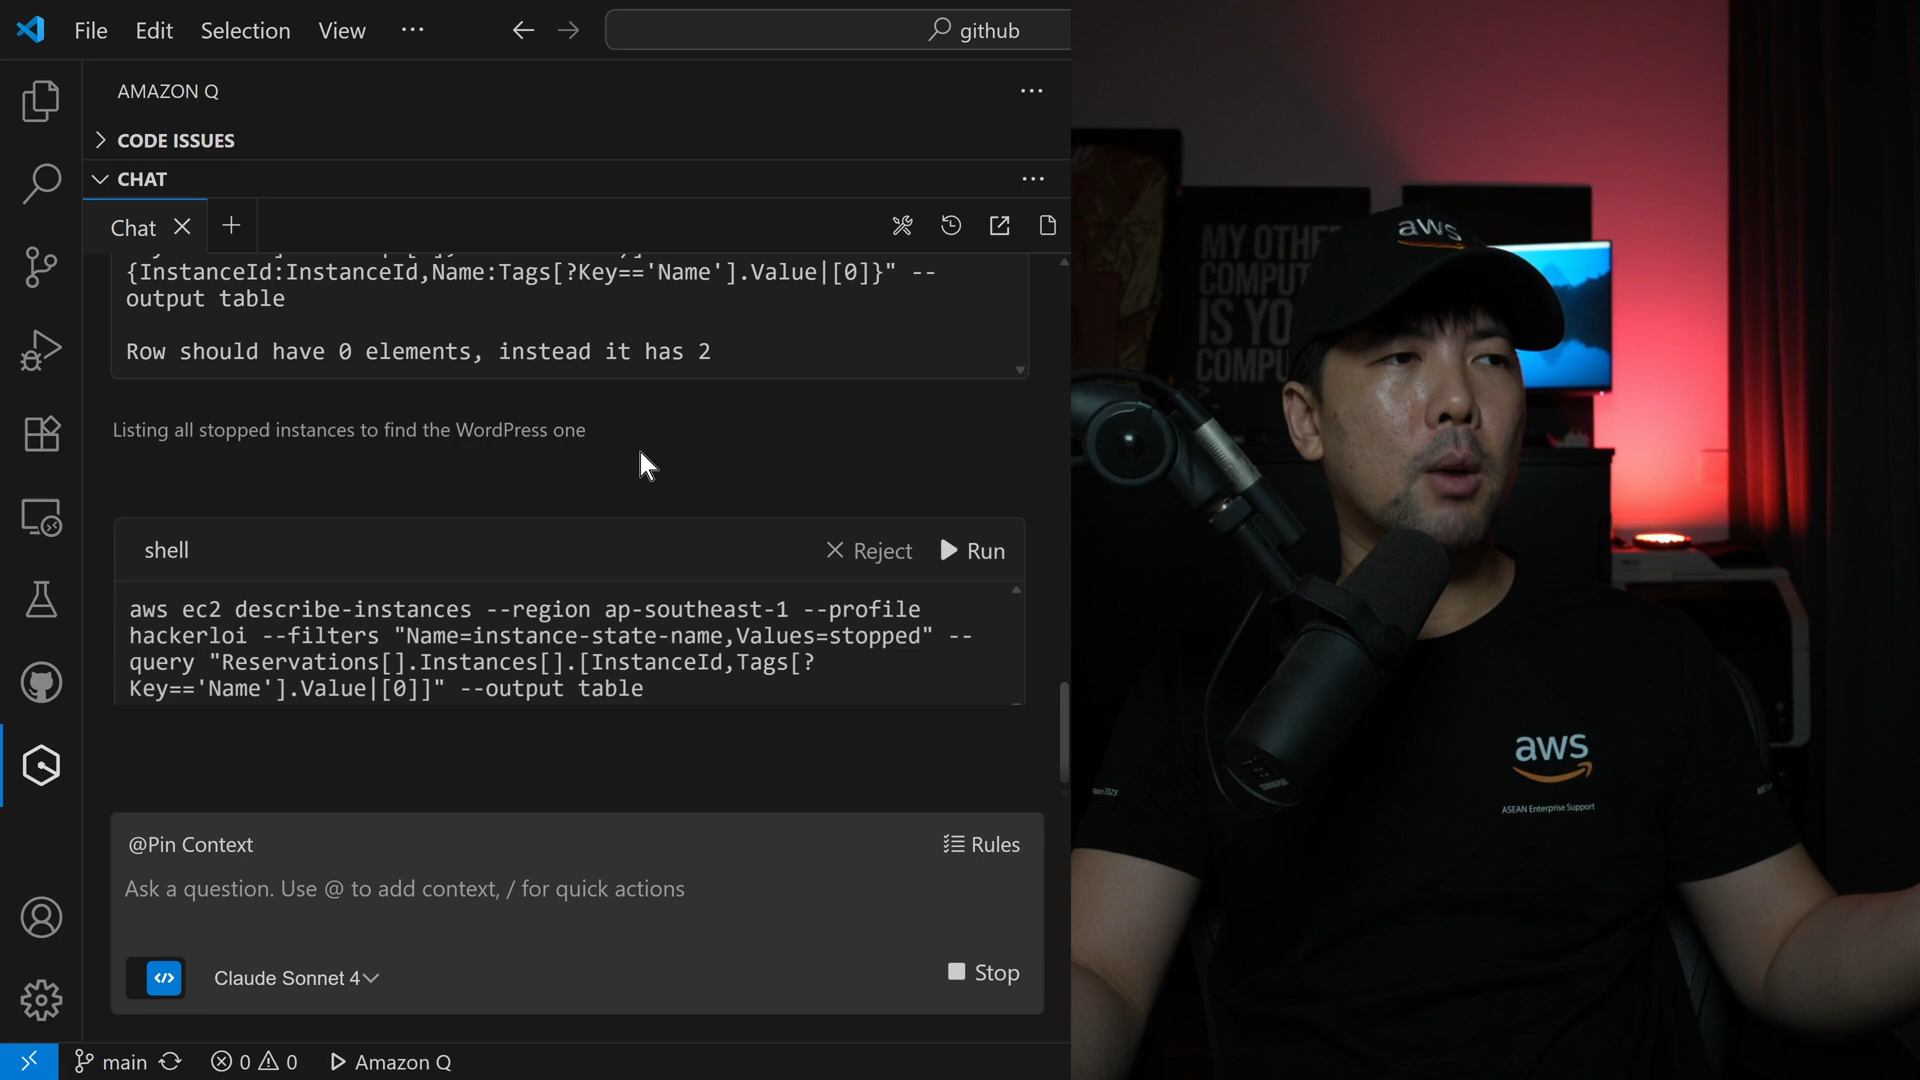 File Edit Selection View ···
github
AMAZON Q
CODE ISSUES
CHAT
Chat
{InstanceId:InstanceId,Name:Tags[?Key=='Name'].Value|[0]}" --
output table
Row should have 0 elements, instead it has 2
Listing all stopped instances to find the WordPress one
shell
Reject Run
aws ec2 describe-instances --region ap-southeast-1 --profile
hackerloi --filters "Name=instance-state-name,Values=stopped" --
query "Reservations[].Instances[].[InstanceId,Tags[?
Key=='Name'].Value|[0]]" --output table
@Pin Context
Rules
Ask a question. Use @ to add context, / for quick actions
Claude Sonnet 4
Stop
main 0 0 Amazon Q
aws
MY OTHE
COMPUT
IS YO
COMPU
aws
ASEAN Enterprise Support